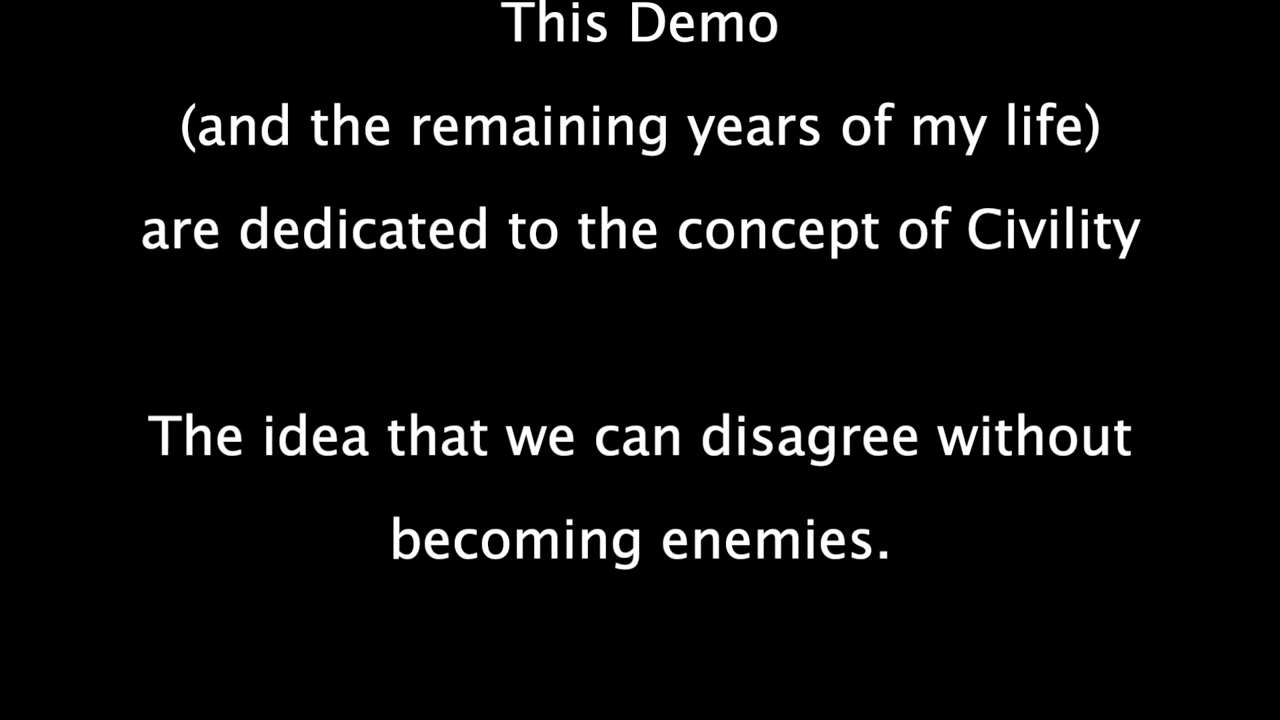 This Demo
(and the remaining years of my life)
are dedicated to the concept of Civility
The idea that we can disagree without
becoming enemies.